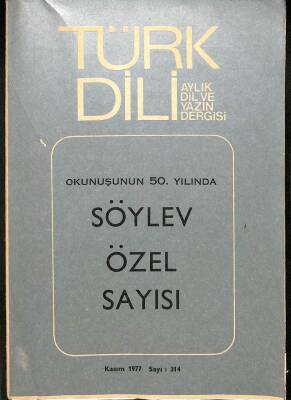 TÜRK
DİLİ
AYLIK
DİL VE
YAZIN
DERGİSİ
OKUNUŞUNUN 50. YILINDA
SÖYLEV
ÖZEL
SAYISI
Kasım 1977 Sayı : 314